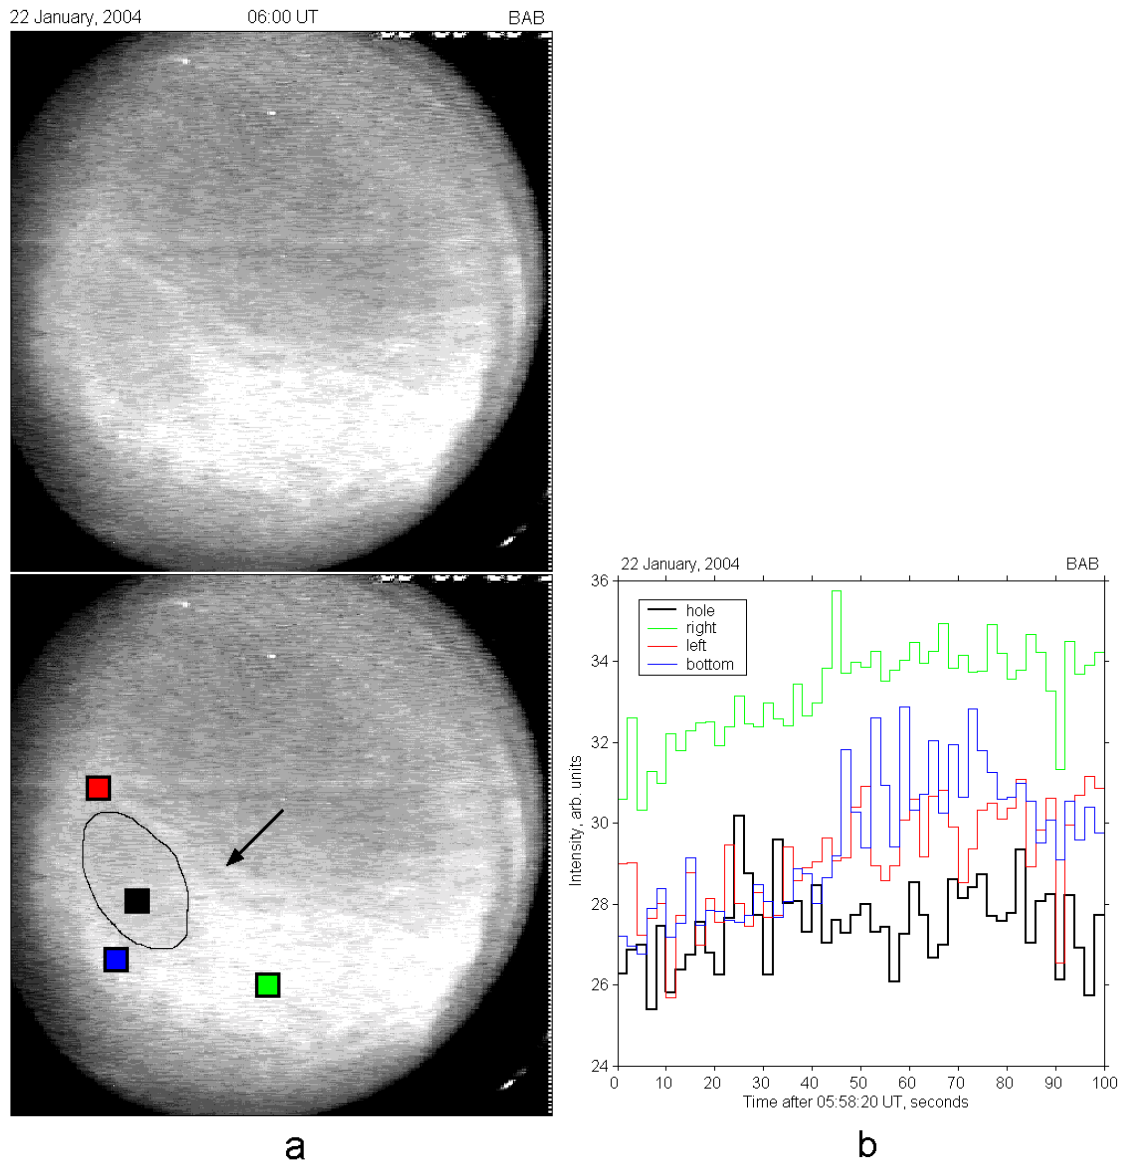 22 January, 2004 06:00 UT BAB
22 January, 2004 BAB
36
34
32
30
28
26
24
Intensity, arb. units
hole
right
left
bottom
0 10 20 30 40 50 60 70 80 90 100
Time after 05:58:20 UT, seconds
a b